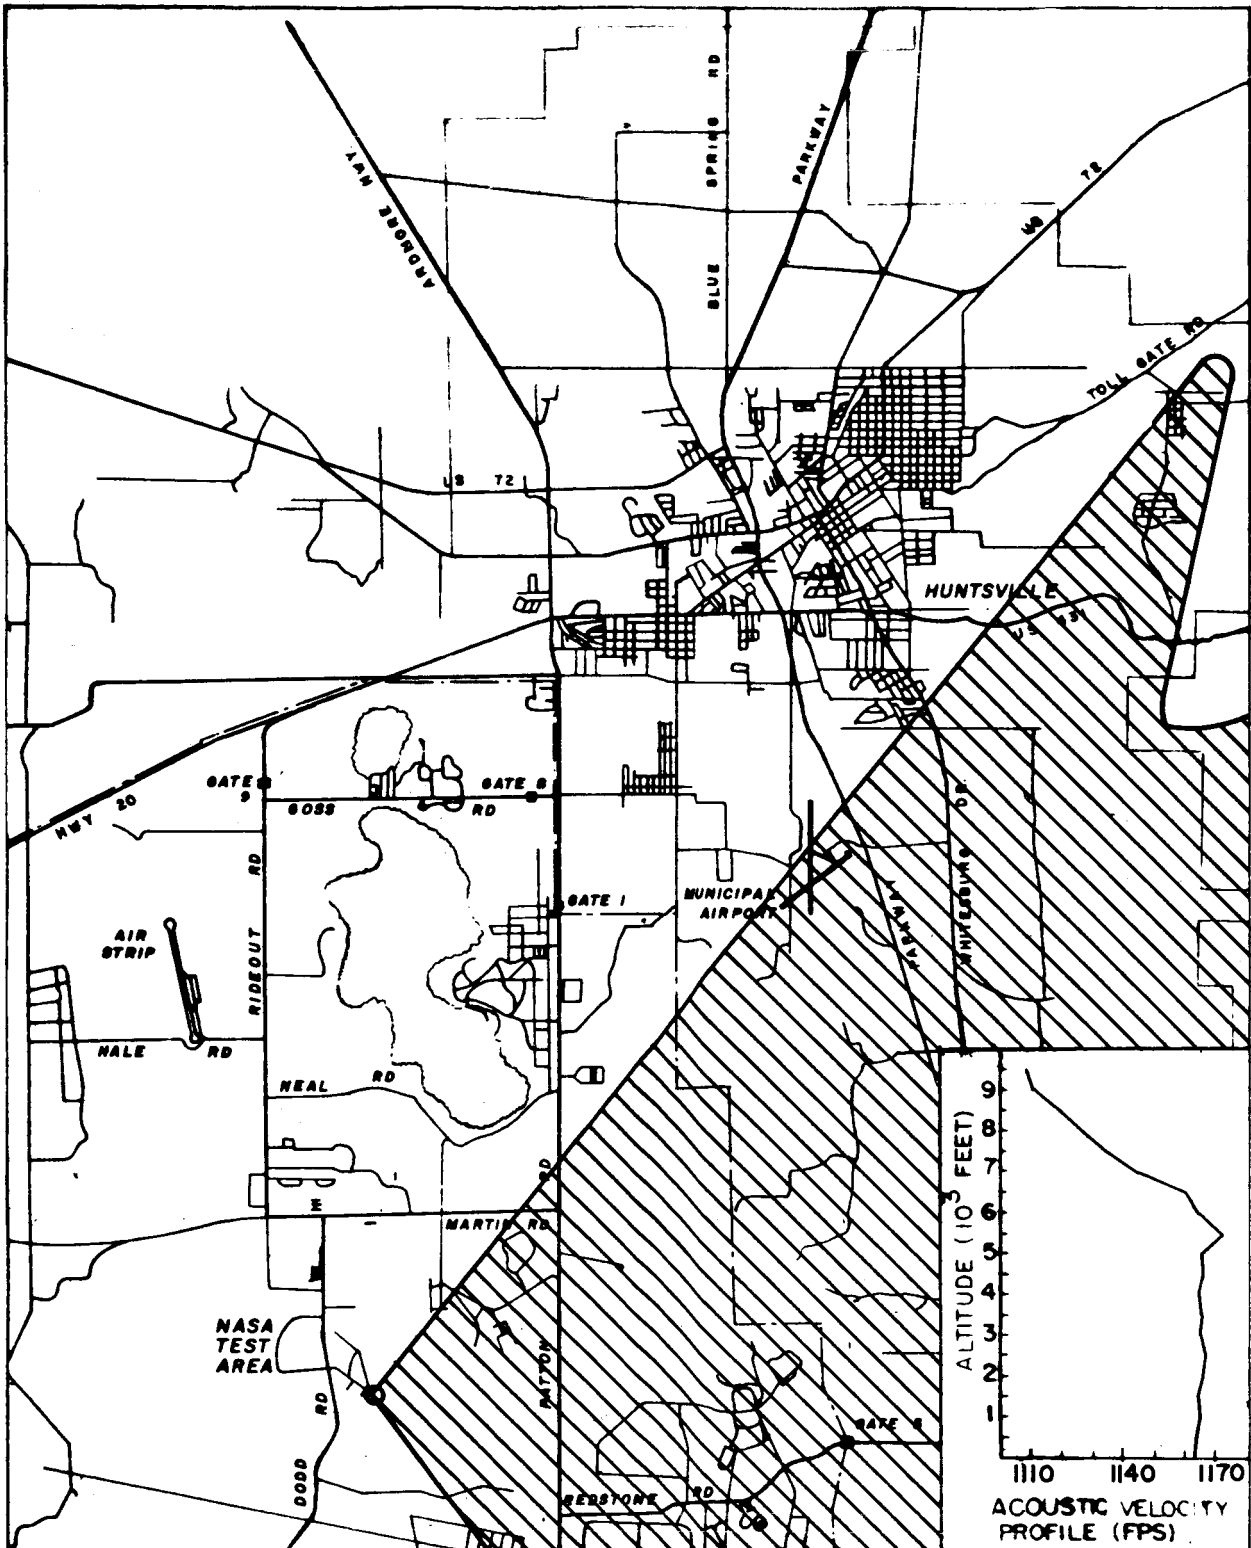 BLUE SPRING RD
PARKWAY
US 72
ARDMORE HWY
TOLL GATE RD
US 72
HUNTSVILLE
US 431
GATE 9
GATE 8
GOSS RD
HWY 20
RIDEOUT RD
GATE 1
MUNICIPAL
AIRPORT
PARKWAY
WHITESBURG DR
AIR
STRIP
HALE RD
NEAL RD
MARTIN RD
PATTON RD
NASA
TEST
AREA
DODD RD
GATE
REDSTONE RD
ALTITUDE (10³ FEET)
9
8
7
6
5
4
3
2
1
1110 1140 1170
ACOUSTIC VELOCITY
PROFILE (FPS)